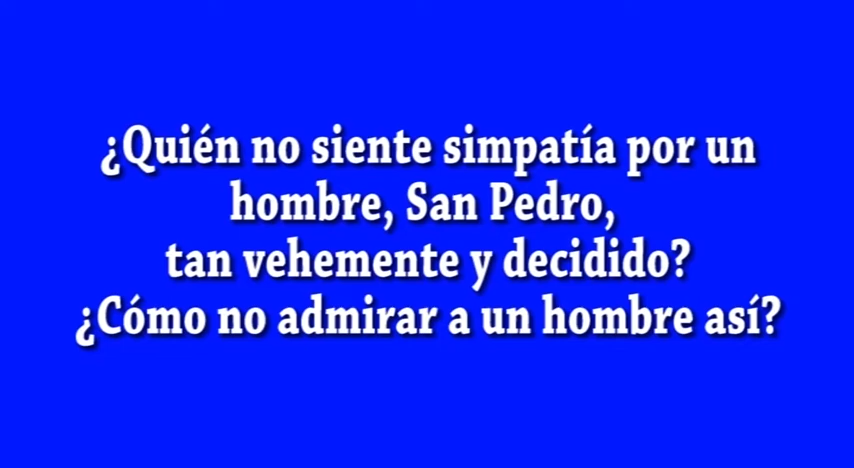 ¿Quién no siente simpatía por un
hombre, San Pedro,
tan vehemente y decidido?
¿Cómo no admirar a un hombre así?